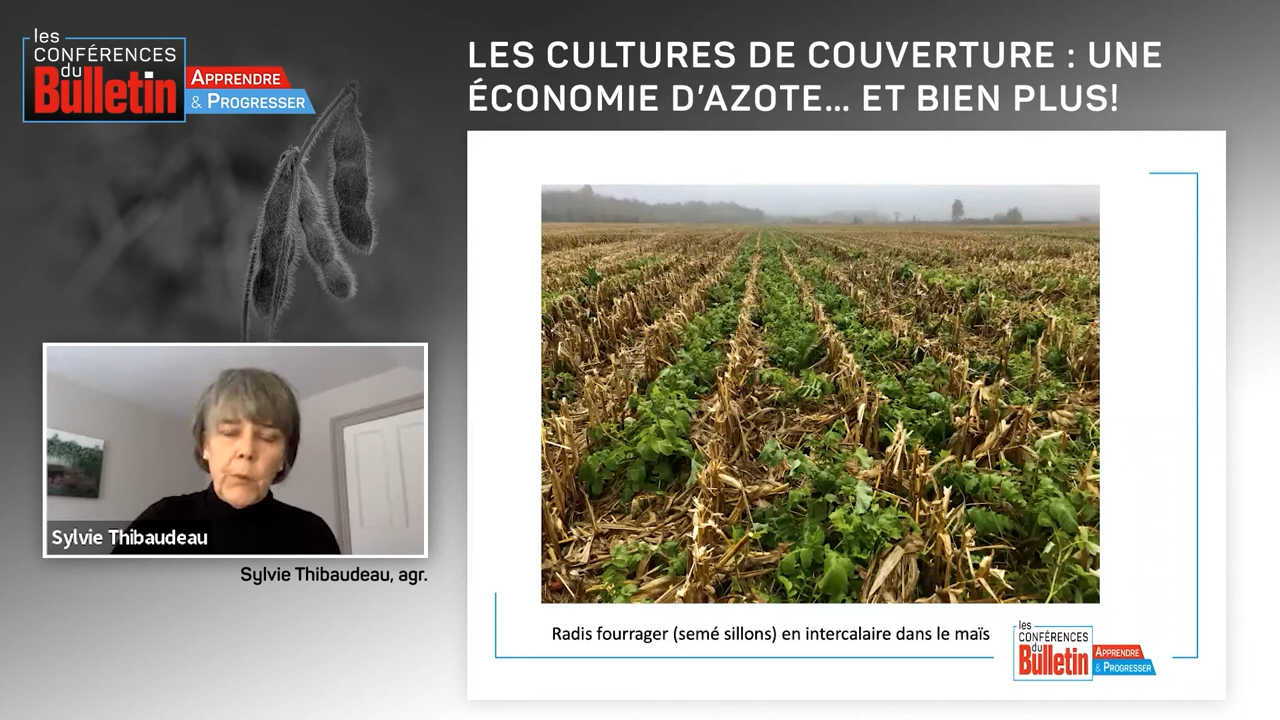 les
CONFÉRENCES
du
Bulletin
APPRENDRE
& PROGRESSER
LES CULTURES DE COUVERTURE : UNE
ÉCONOMIE D'AZOTE... ET BIEN PLUS!
Sylvie Thibaudeau
Sylvie Thibaudeau, agr.
Radis fourrager (semé sillons) en intercalaire dans le maïs
les
CONFÉRENCES
du
Bulletin
APPRENDRE
& PROGRESSER